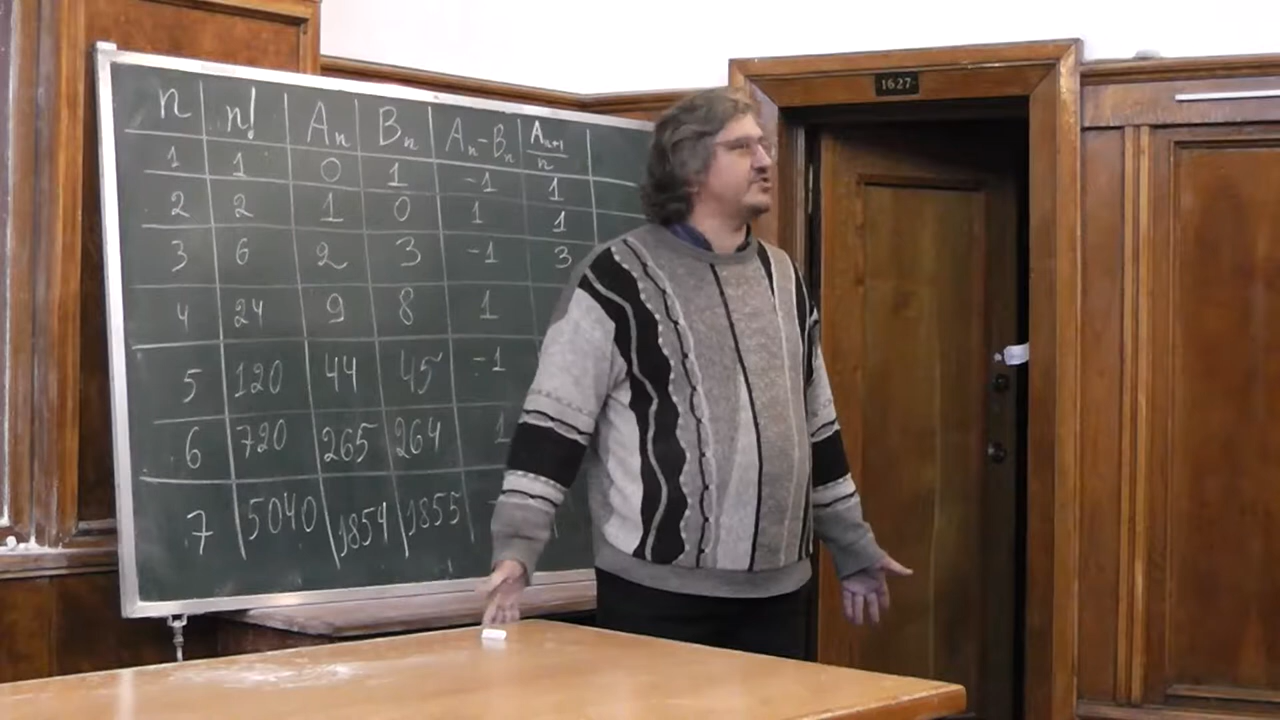 n n! Aₙ Bₙ Aₙ-Bₙ Aₙ₊₁/n
1 1 0 1 -1 1
2 2 1 0 1 1
3 6 2 3 -1 3
4 24 9 8 1
5 120 44 45 -1
6 720 265 264 1
7 5040 1854 1855
1627